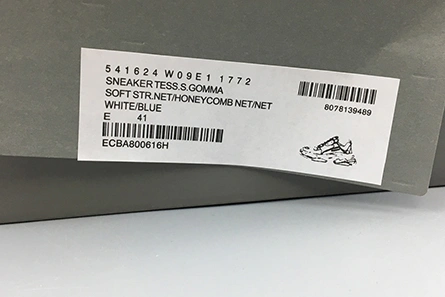 541624 W09E1 1772
SNEAKER TESS.S.GOMMA
SOFT STR.NET/HONEYCOMB NET/NET
WHITE/BLUE
E 41
ECBA800616H
8078139489